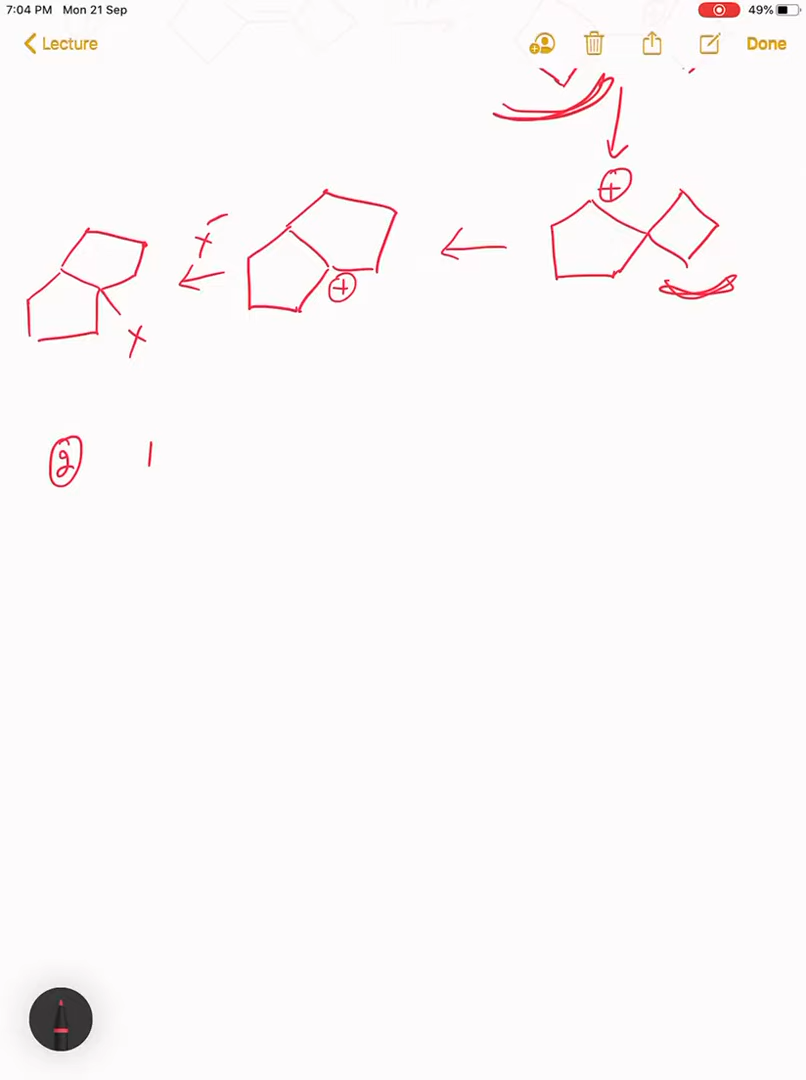 7:04 PM Mon 21 Sep 49%
Lecture Done
+
X⁻
+
X
② |